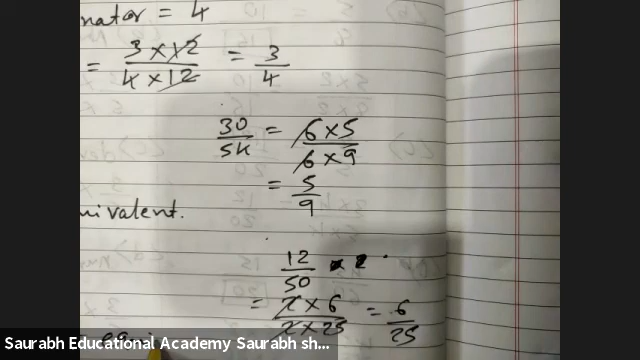 nator = 4
= 3 × 12 / 4 × 12 = 3 / 4
30 / 54 = 6 × 5 / 6 × 9
= 5 / 9
uivalent.
12 / 50
= 2 × 6 / 2 × 25 = 6 / 25
Saurabh Educational Academy Saurabh sh...